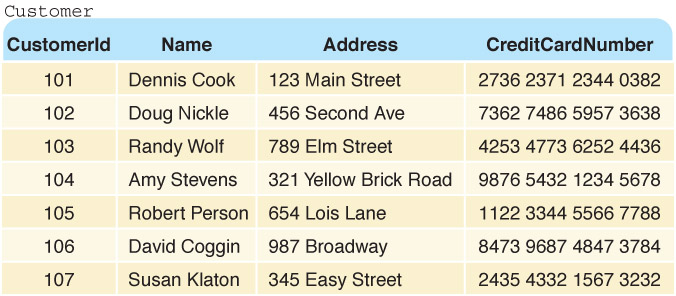 Customer
CustomerId Name Address CreditCardNumber
101 Dennis Cook 123 Main Street 2736 2371 2344 0382
102 Doug Nickle 456 Second Ave 7362 7486 5957 3638
103 Randy Wolf 789 Elm Street 4253 4773 6252 4436
104 Amy Stevens 321 Yellow Brick Road 9876 5432 1234 5678
105 Robert Person 654 Lois Lane 1122 3344 5566 7788
106 David Coggin 987 Broadway 8473 9687 4847 3784
107 Susan Klaton 345 Easy Street 2435 4332 1567 3232